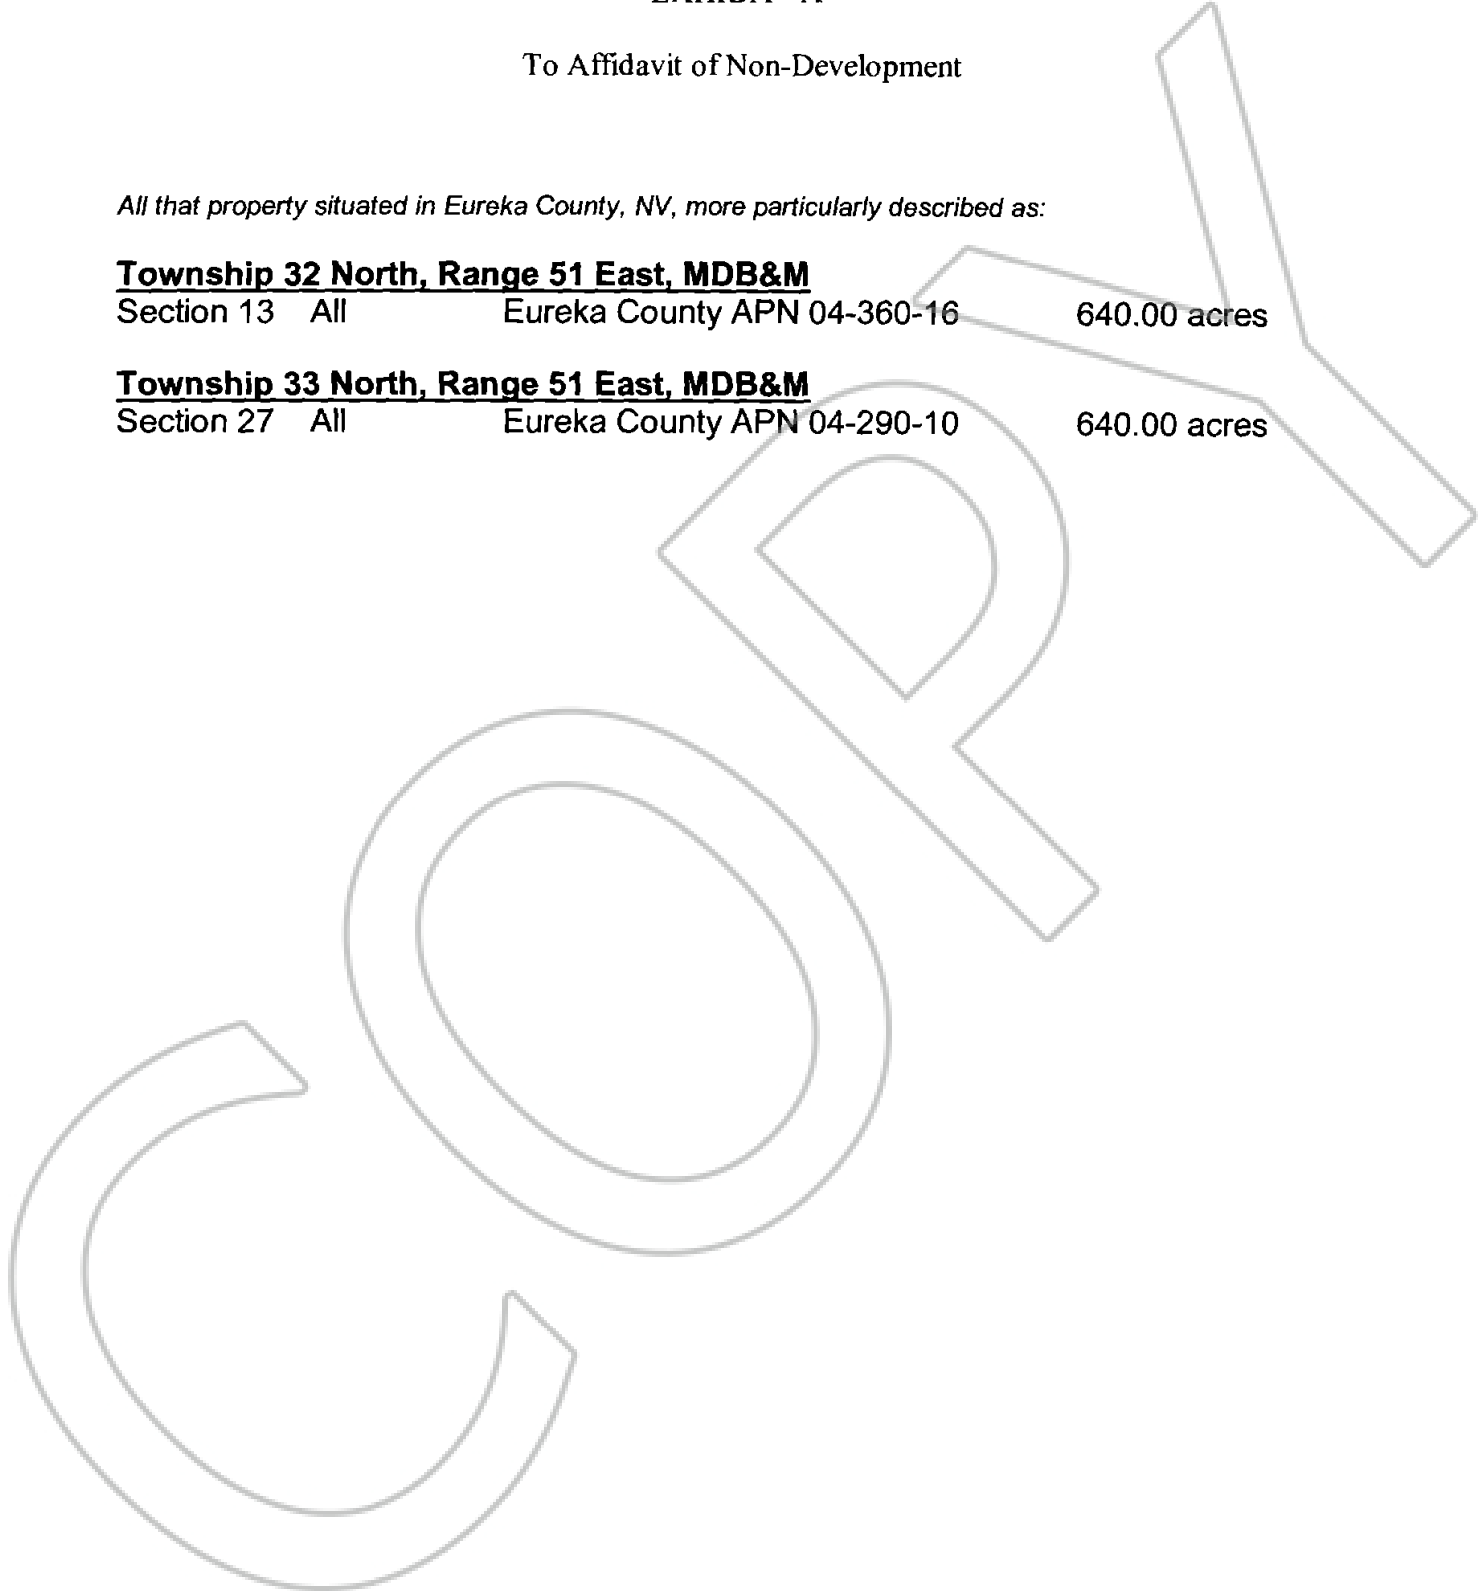 To Affidavit of Non-Development
All that property situated in Eureka County, NV, more particularly described as:
Township 32 North, Range 51 East, MDB&M
Section 13 All Eureka County APN 04-360-16 640.00 acres
Township 33 North, Range 51 East, MDB&M
Section 27 All Eureka County APN 04-290-10 640.00 acres
COPY